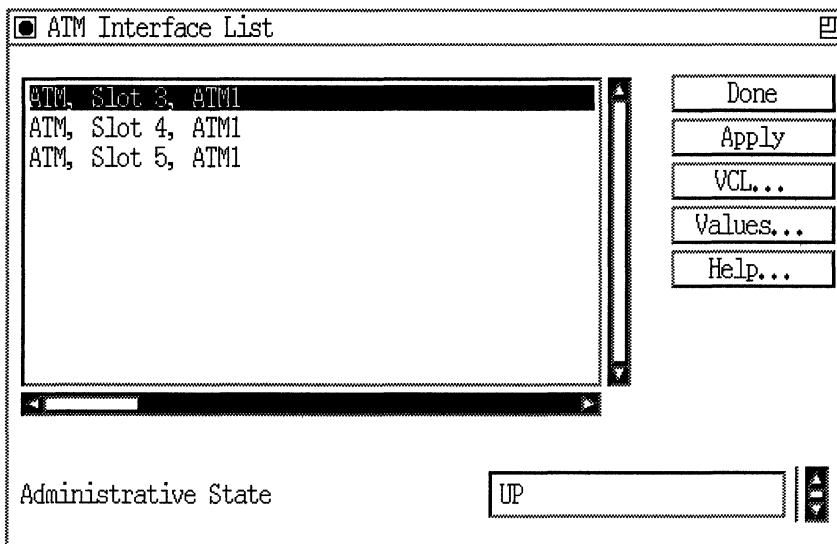 ATM Interface List
ATM, Slot 3, ATM1
ATM, Slot 4, ATM1
ATM, Slot 5, ATM1
Done
Apply
VCL...
Values...
Help...
Administrative State
UP